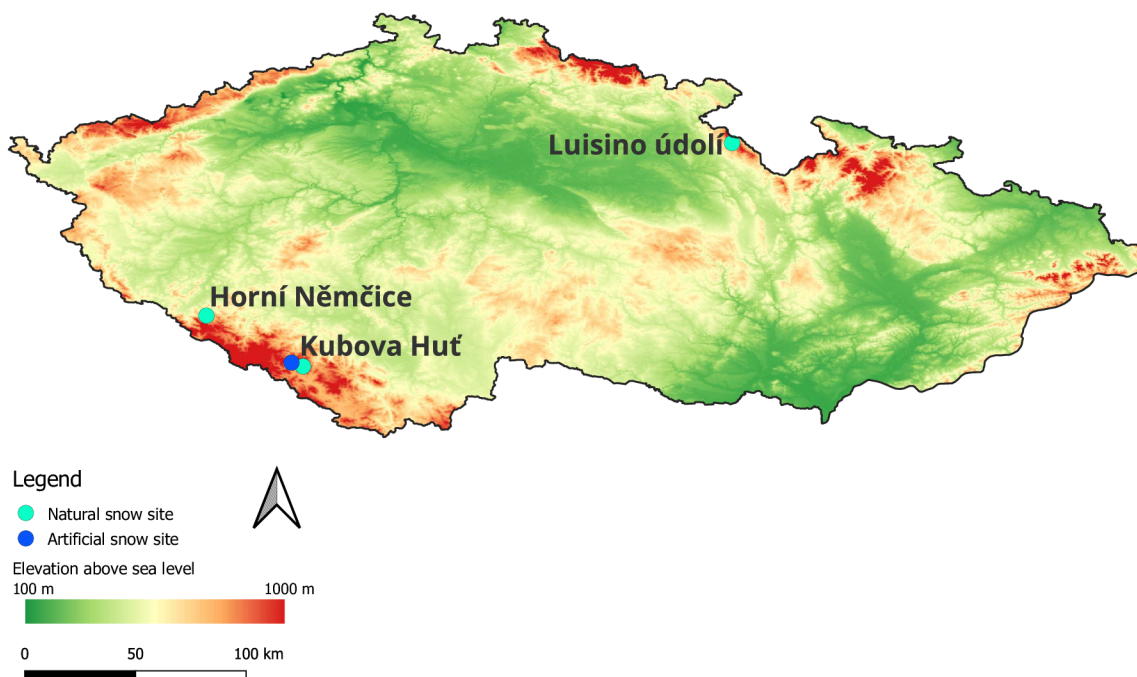 Luisino údolí
Horní Němčice
Kubova Huť
Legend
Natural snow site
Artificial snow site
Elevation above sea level
100 m 1000 m
0 50 100 km